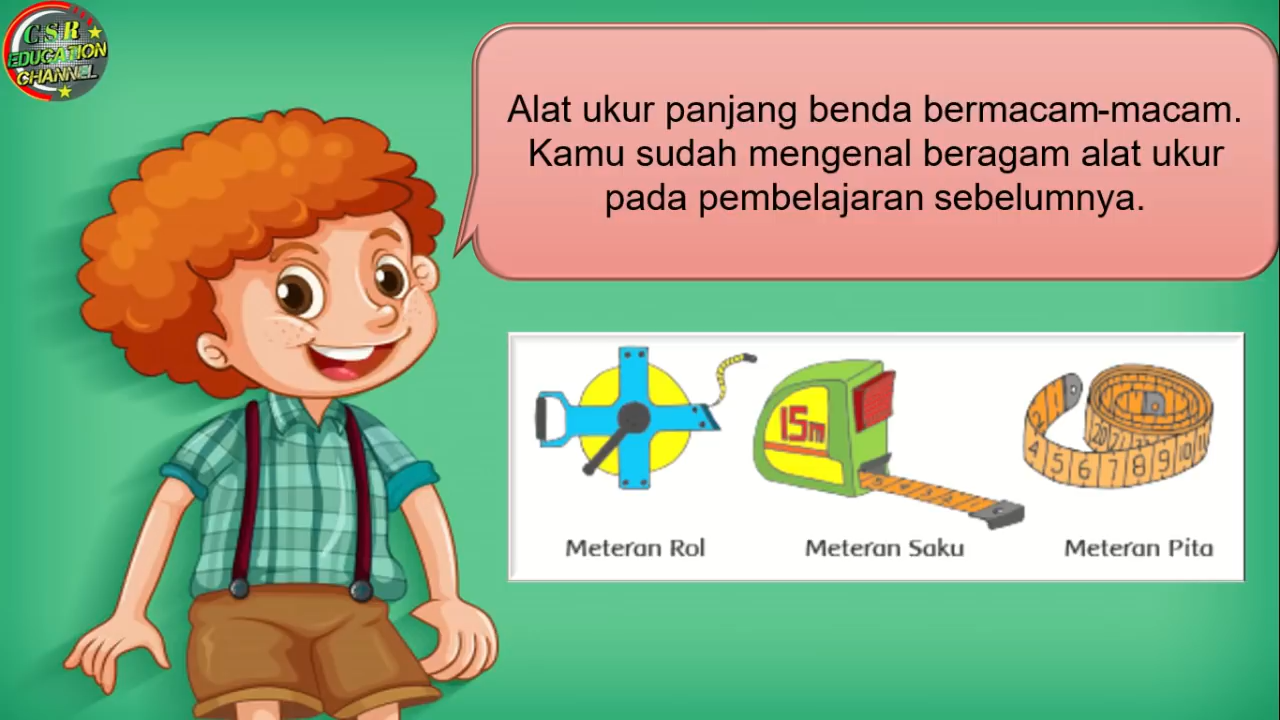 CSR
EDUCATION
CHANNEL
Alat ukur panjang benda bermacam-macam.
Kamu sudah mengenal beragam alat ukur
pada pembelajaran sebelumnya.
15m
Meteran Rol
Meteran Saku
Meteran Pita